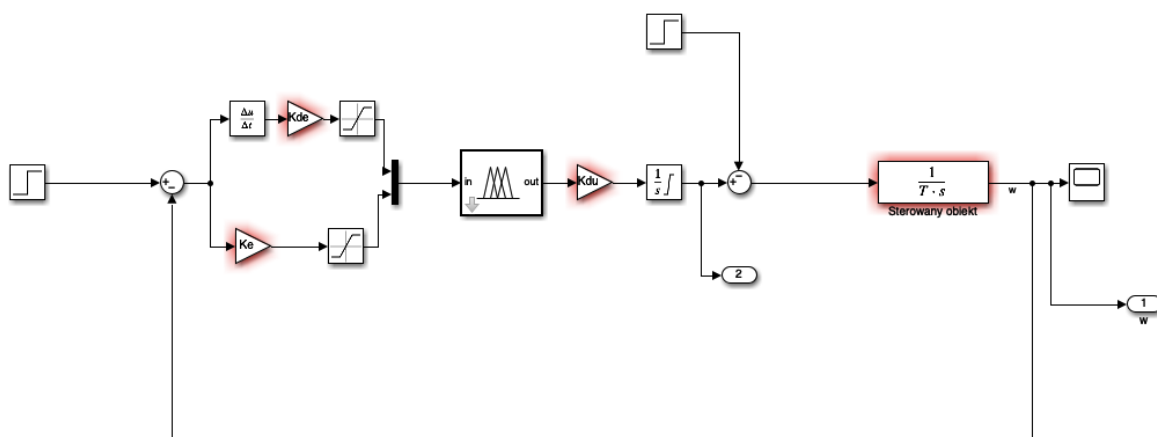 Δu
Δt
Kde
+
−
in
out
Kdu
1
s
+
−
1
T . s
w
Sterowany obiekt
Ke
2
1
w